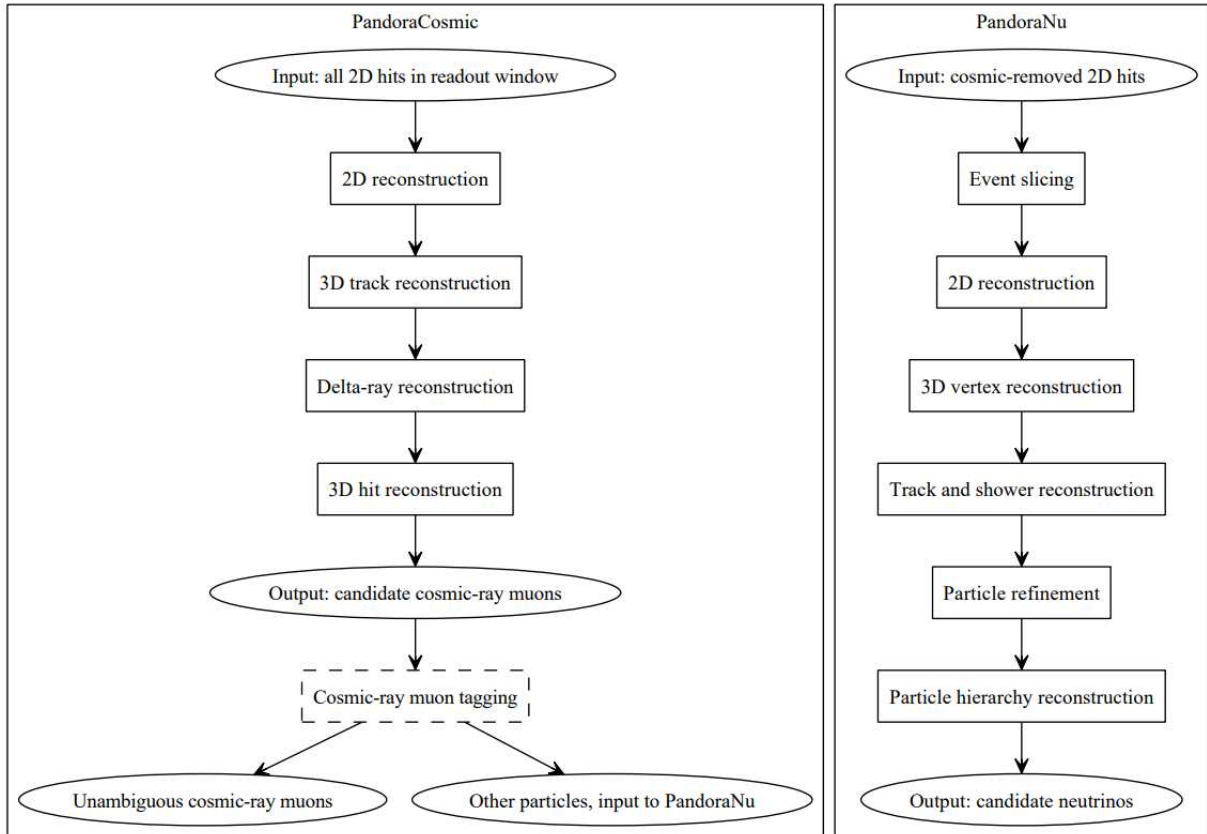 PandoraCosmic
Input: all 2D hits in readout window
2D reconstruction
3D track reconstruction
Delta-ray reconstruction
3D hit reconstruction
Output: candidate cosmic-ray muons
Cosmic-ray muon tagging
Unambiguous cosmic-ray muons
Other particles, input to PandoraNu
PandoraNu
Input: cosmic-removed 2D hits
Event slicing
2D reconstruction
3D vertex reconstruction
Track and shower reconstruction
Particle refinement
Particle hierarchy reconstruction
Output: candidate neutrinos